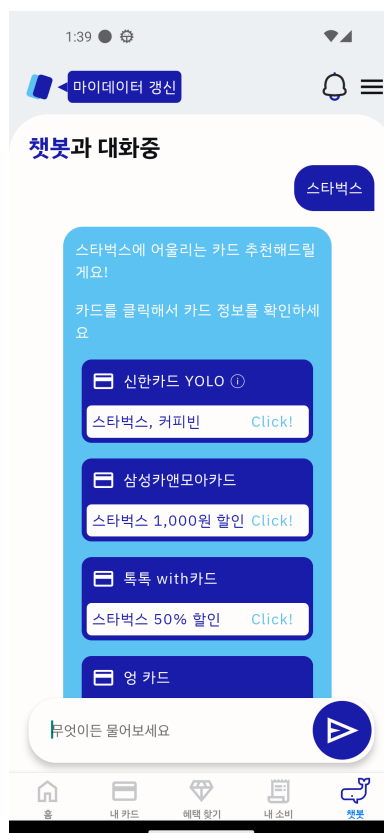 1:39
마이데이터 갱신
챗봇과 대화중
스타벅스
스타벅스에 어울리는 카드 추천해드릴
게요!
카드를 클릭해서 카드 정보를 확인하세
요
신한카드 YOLO ⓘ
스타벅스, 커피빈 Click!
삼성카앤모아카드
스타벅스 1,000원 할인 Click!
톡톡 with카드
스타벅스 50% 할인 Click!
엉 카드
무엇이든 물어보세요
홈 내 카드 혜택 찾기 내 소비 챗봇